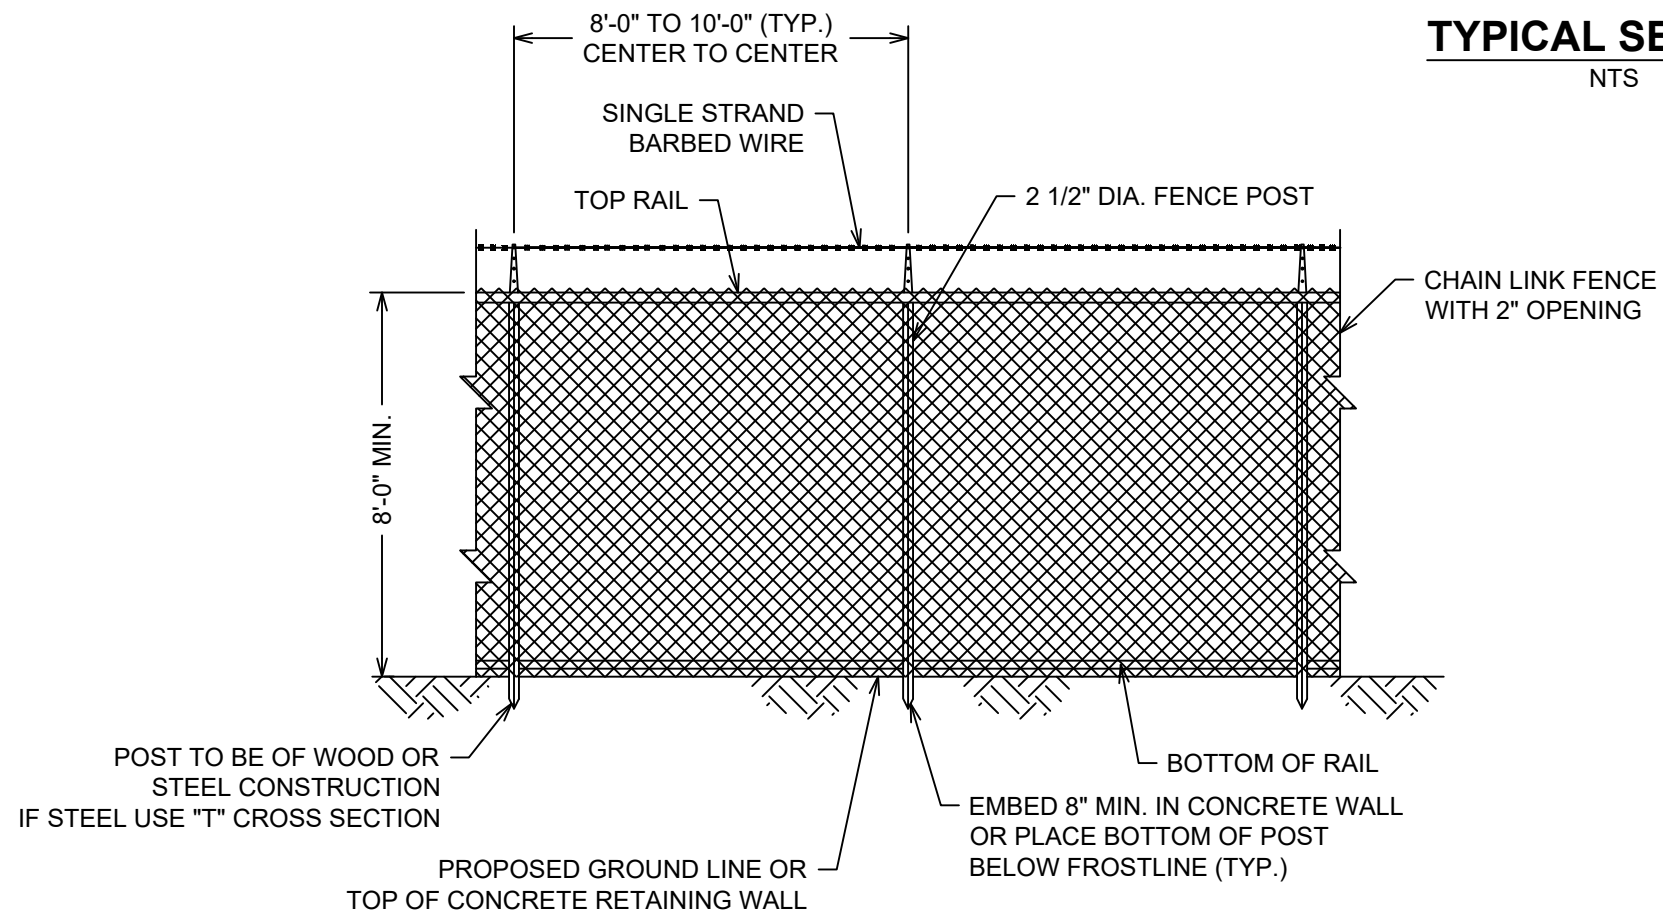 8'-0" TO 10'-0" (TYP.)
CENTER TO CENTER
TYPICAL SE
NTS
SINGLE STRAND
BARBED WIRE
TOP RAIL
2 1/2" DIA. FENCE POST
CHAIN LINK FENCE
WITH 2" OPENING
8'-0" MIN.
POST TO BE OF WOOD OR
STEEL CONSTRUCTION
IF STEEL USE "T" CROSS SECTION
BOTTOM OF RAIL
EMBED 8" MIN. IN CONCRETE WALL
OR PLACE BOTTOM OF POST
BELOW FROSTLINE (TYP.)
PROPOSED GROUND LINE OR
TOP OF CONCRETE RETAINING WALL